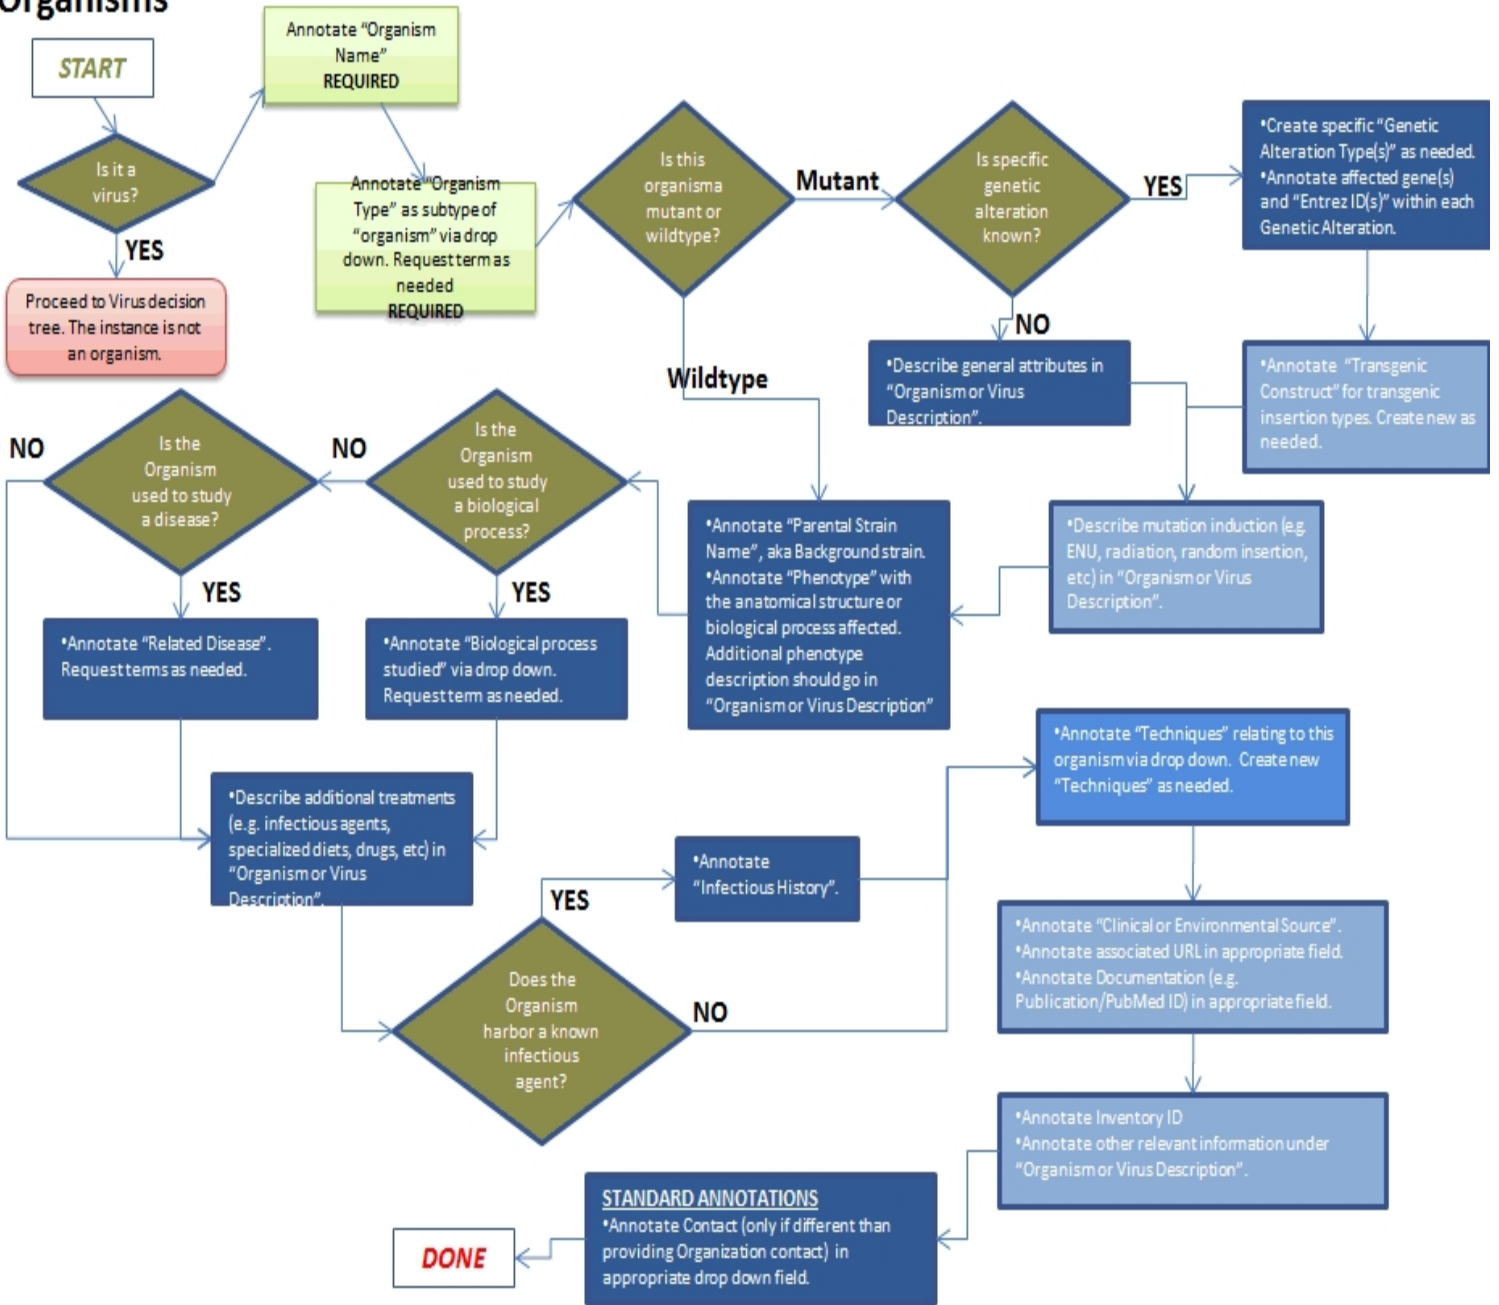 Organisms
START
Annotate “Organism
Name”
REQUIRED
Is it a
virus?
YES
Proceed to Virus decision
tree. The instance is not
an organism.
Annotate “Organism
Type” as subtype of
“organism” via drop
down. Request term as
needed
REQUIRED
Is this
organism a
mutant or
wildtype?
Mutant
Is specific
genetic
alteration
known?
YES
•Create specific “Genetic
Alteration Type(s)” as needed.
•Annotate affected gene(s)
and “Entrez ID(s)” within each
Genetic Alteration.
NO
•Describe general attributes in
“Organism or Virus
Description”.
•Annotate “Transgenic
Construct” for transgenic
insertion types. Create new as
needed.
Wildtype
•Describe mutation induction (e.g.
ENU, radiation, random insertion,
etc) in “Organism or Virus
Description”.
•Annotate “Parental Strain
Name”, aka Background strain.
•Annotate “Phenotype” with
the anatomical structure or
biological process affected.
Additional phenotype
description should go in
“Organism or Virus Description”
Is the
Organism
used to study
a biological
process?
NO
YES
•Annotate “Biological process
studied” via drop down.
Request term as needed.
Is the
Organism
used to study
a disease?
NO
YES
•Annotate “Related Disease”.
Request terms as needed.
•Describe additional treatments
(e.g. infectious agents,
specialized diets, drugs, etc) in
“Organism or Virus
Description”.
Does the
Organism
harbor a known
infectious
agent?
YES
•Annotate
“Infectious History”.
NO
•Annotate “Techniques” relating to this
organism via drop down. Create new
“Techniques” as needed.
•Annotate “Clinical or Environmental Source”.
•Annotate associated URL in appropriate field.
•Annotate Documentation (e.g.
Publication/PubMed ID) in appropriate field.
•Annotate Inventory ID
•Annotate other relevant information under
“Organism or Virus Description”.
STANDARD ANNOTATIONS
•Annotate Contact (only if different than
providing Organization contact) in
appropriate drop down field.
DONE